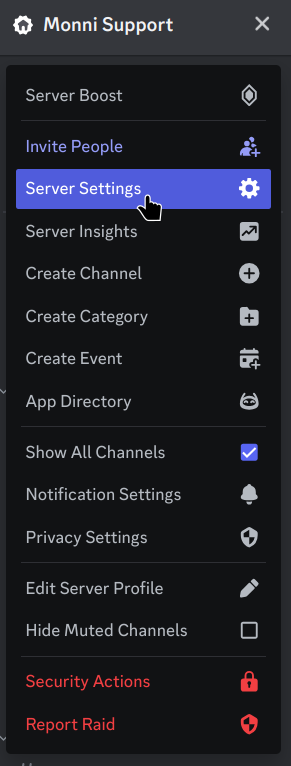 Monni Support
Server Boost
Invite People
Server Settings
Server Insights
Create Channel
Create Category
Create Event
App Directory
Show All Channels
Notification Settings
Privacy Settings
Edit Server Profile
Hide Muted Channels
Security Actions
Report Raid